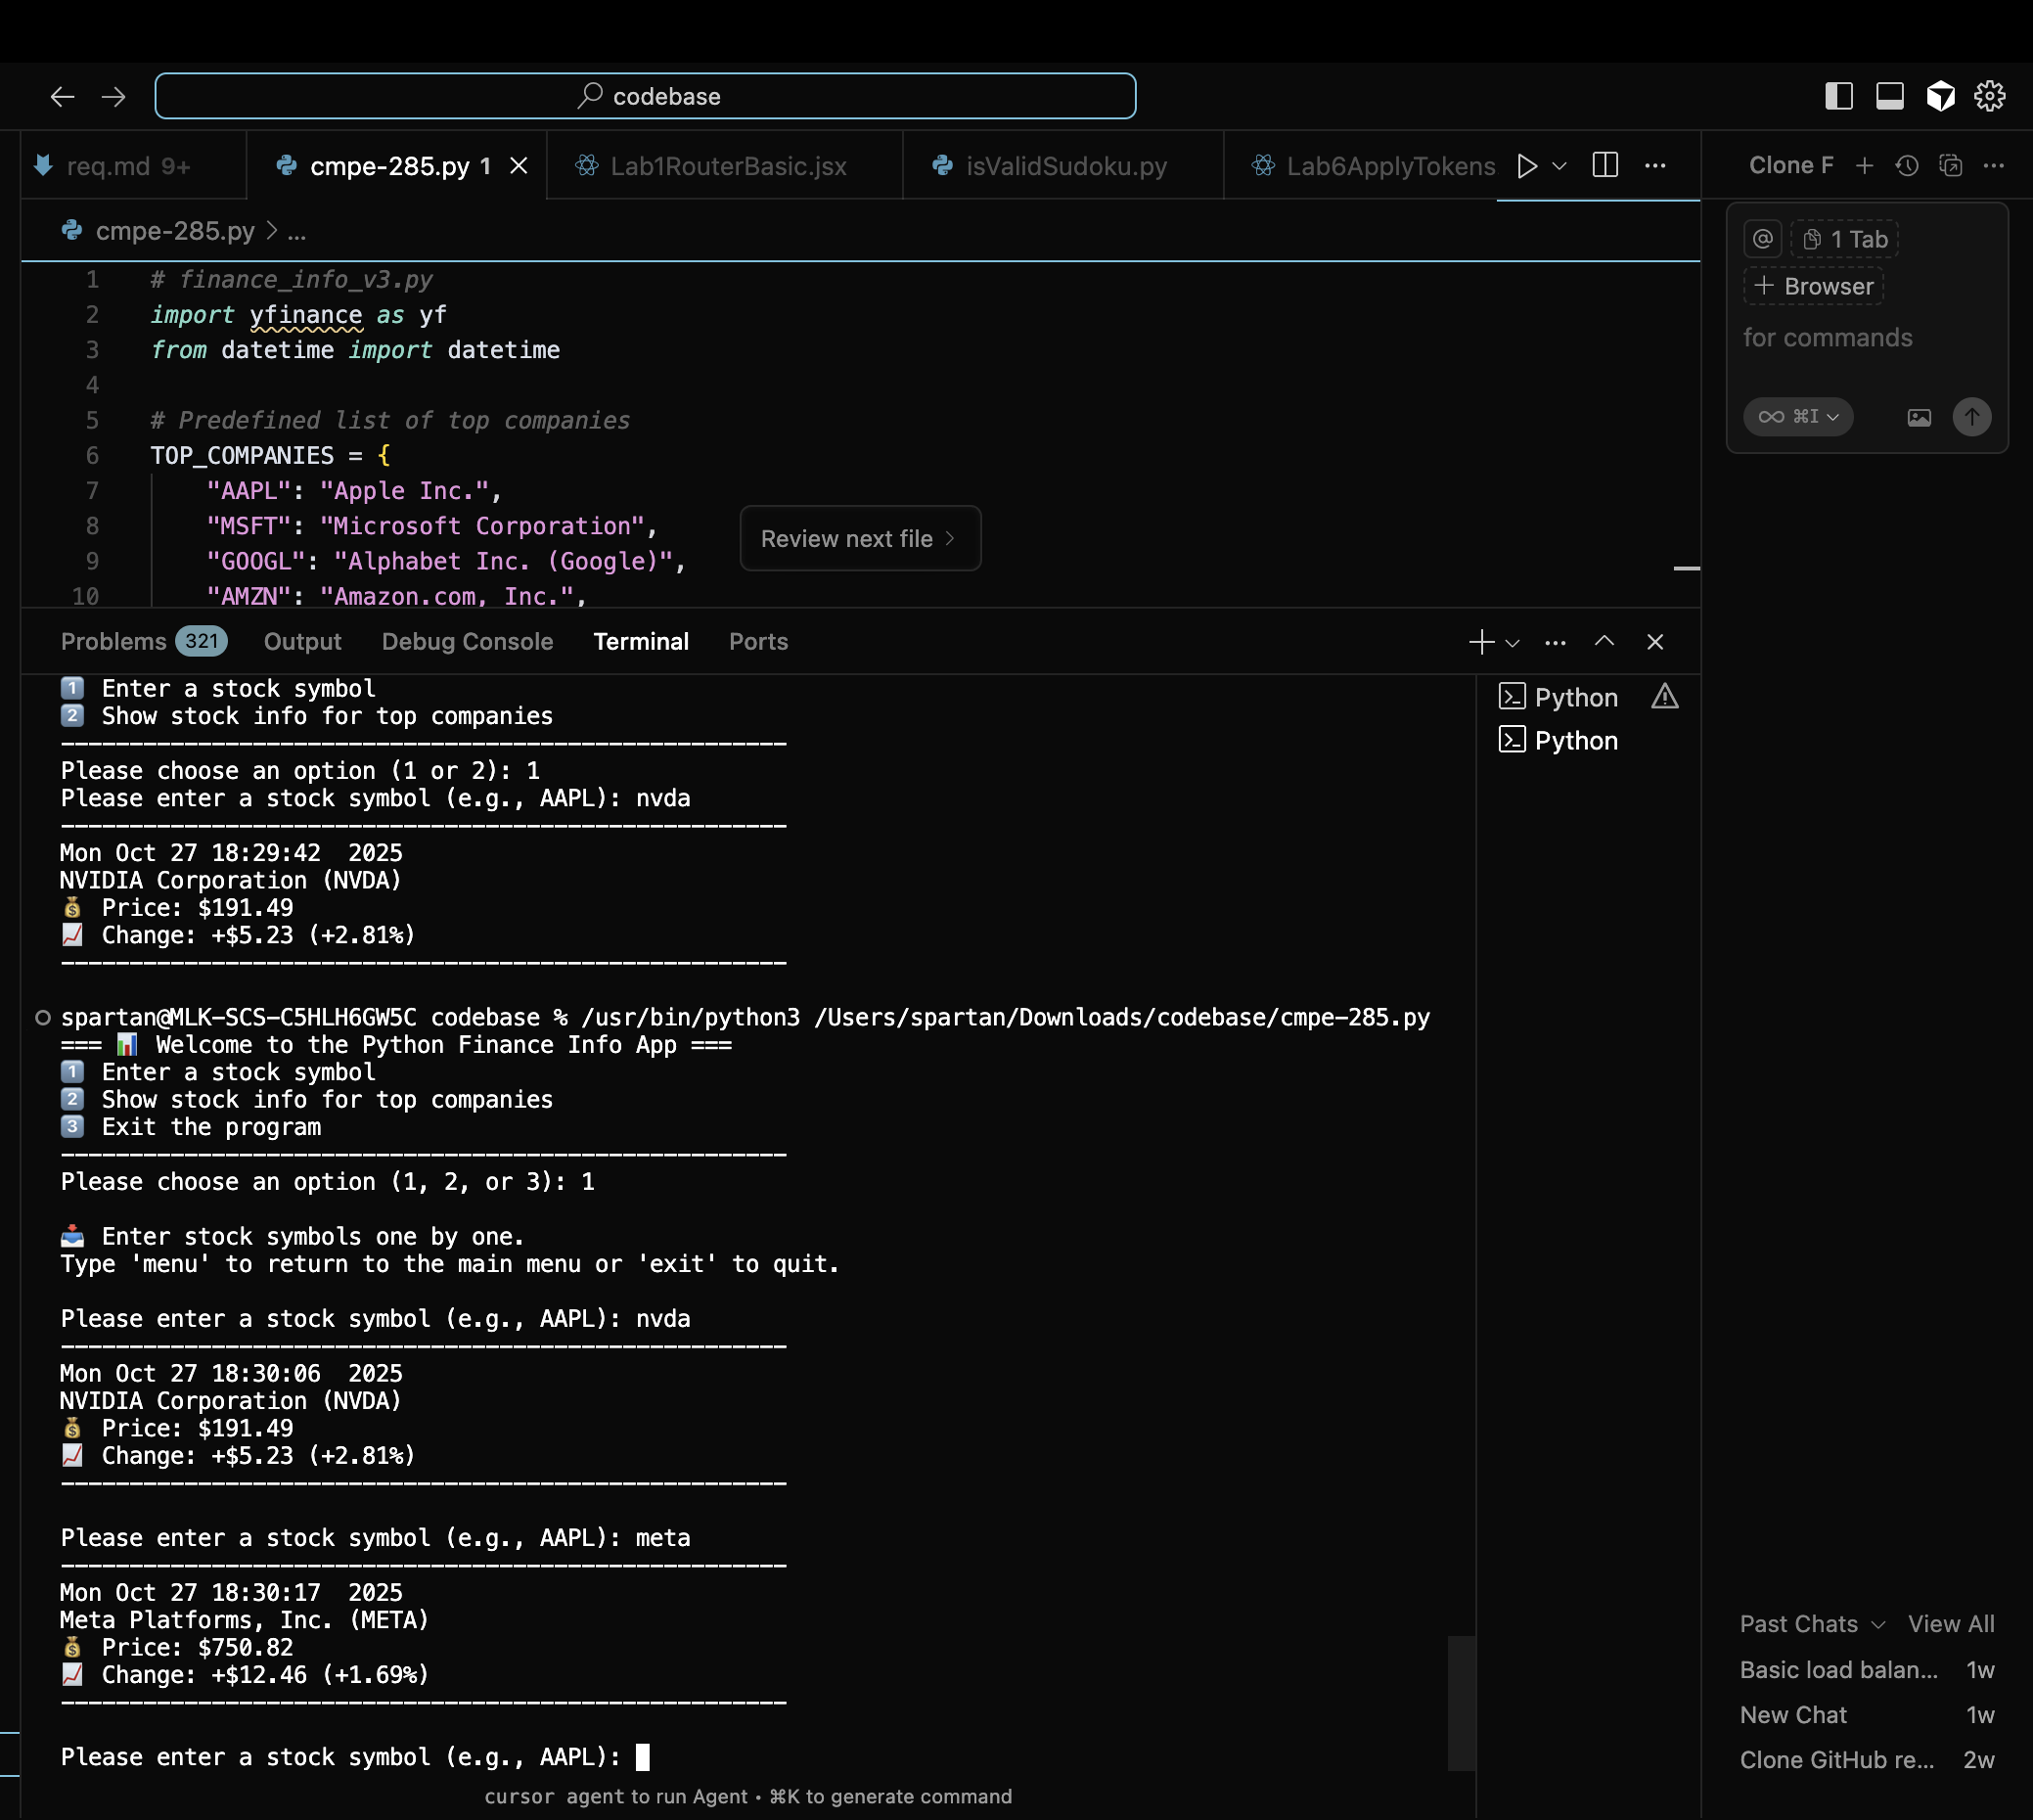 codebase
req.md 9+
cmpe-285.py 1
Lab1RouterBasic.jsx
isValidSudoku.py
Lab6ApplyTokens
Clone F
cmpe-285.py > ...
1 # finance_info_v3.py
2 import yfinance as yf
3 from datetime import datetime
4
5 # Predefined list of top companies
6 TOP_COMPANIES = {
7 "AAPL": "Apple Inc.",
8 "MSFT": "Microsoft Corporation",
9 "GOOGL": "Alphabet Inc. (Google)",
10 "AMZN": "Amazon.com, Inc.",
Review next file >
@ 1 Tab
+ Browser
for commands
∞ ⌘I
Problems 321 Output Debug Console Terminal Ports
Python
Python
1 Enter a stock symbol
2 Show stock info for top companies
-----------------------------------------------------
Please choose an option (1 or 2): 1
Please enter a stock symbol (e.g., AAPL): nvda
-----------------------------------------------------
Mon Oct 27 18:29:42  2025
NVIDIA Corporation (NVDA)
💰 Price: $191.49
📈 Change: +$5.23 (+2.81%)
-----------------------------------------------------
spartan@MLK-SCS-C5HLH6GW5C codebase % /usr/bin/python3 /Users/spartan/Downloads/codebase/cmpe-285.py
=== 📊 Welcome to the Python Finance Info App ===
1 Enter a stock symbol
2 Show stock info for top companies
3 Exit the program
-----------------------------------------------------
Please choose an option (1, 2, or 3): 1
📥 Enter stock symbols one by one.
Type 'menu' to return to the main menu or 'exit' to quit.
Please enter a stock symbol (e.g., AAPL): nvda
-----------------------------------------------------
Mon Oct 27 18:30:06  2025
NVIDIA Corporation (NVDA)
💰 Price: $191.49
📈 Change: +$5.23 (+2.81%)
-----------------------------------------------------
Please enter a stock symbol (e.g., AAPL): meta
-----------------------------------------------------
Mon Oct 27 18:30:17  2025
Meta Platforms, Inc. (META)
💰 Price: $750.82
📈 Change: +$12.46 (+1.69%)
-----------------------------------------------------
Please enter a stock symbol (e.g., AAPL):
cursor agent to run Agent • ⌘K to generate command
Past Chats View All
Basic load balan... 1w
New Chat 1w
Clone GitHub re... 2w